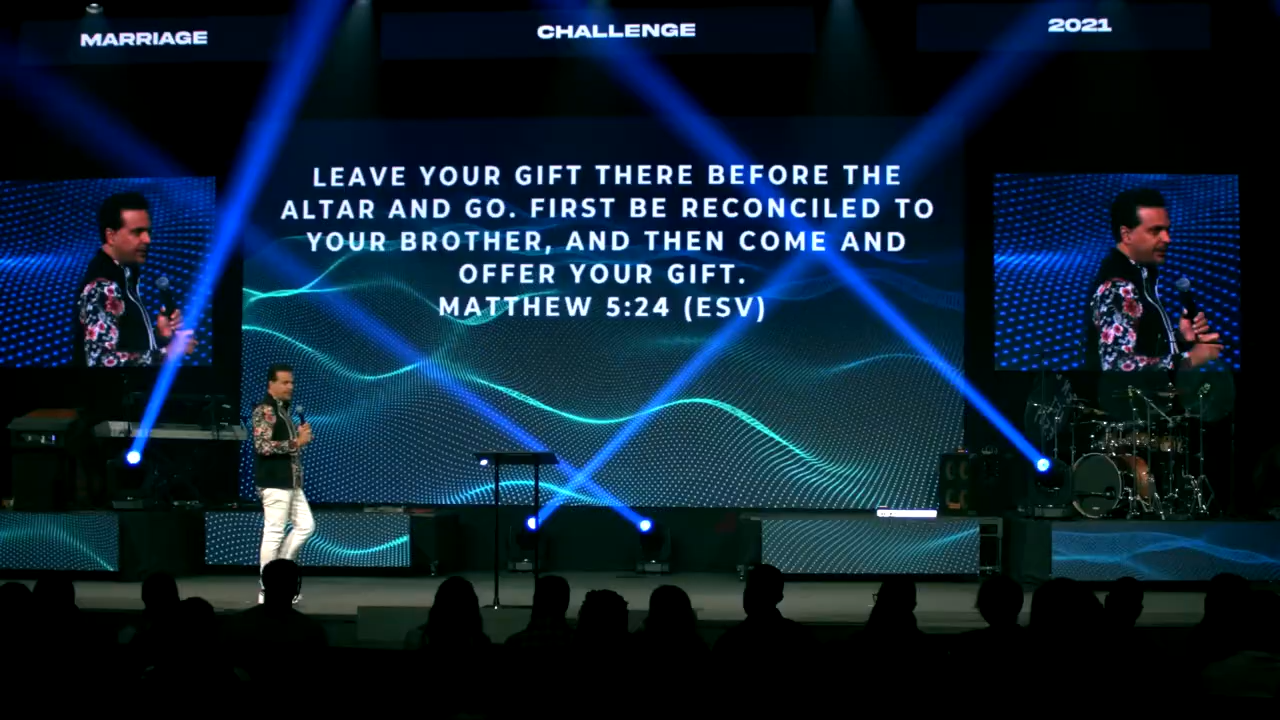 MARRIAGE
CHALLENGE
2021
LEAVE YOUR GIFT THERE BEFORE THE
ALTAR AND GO. FIRST BE RECONCILED TO
YOUR BROTHER, AND THEN COME AND
OFFER YOUR GIFT.
MATTHEW 5:24 (ESV)